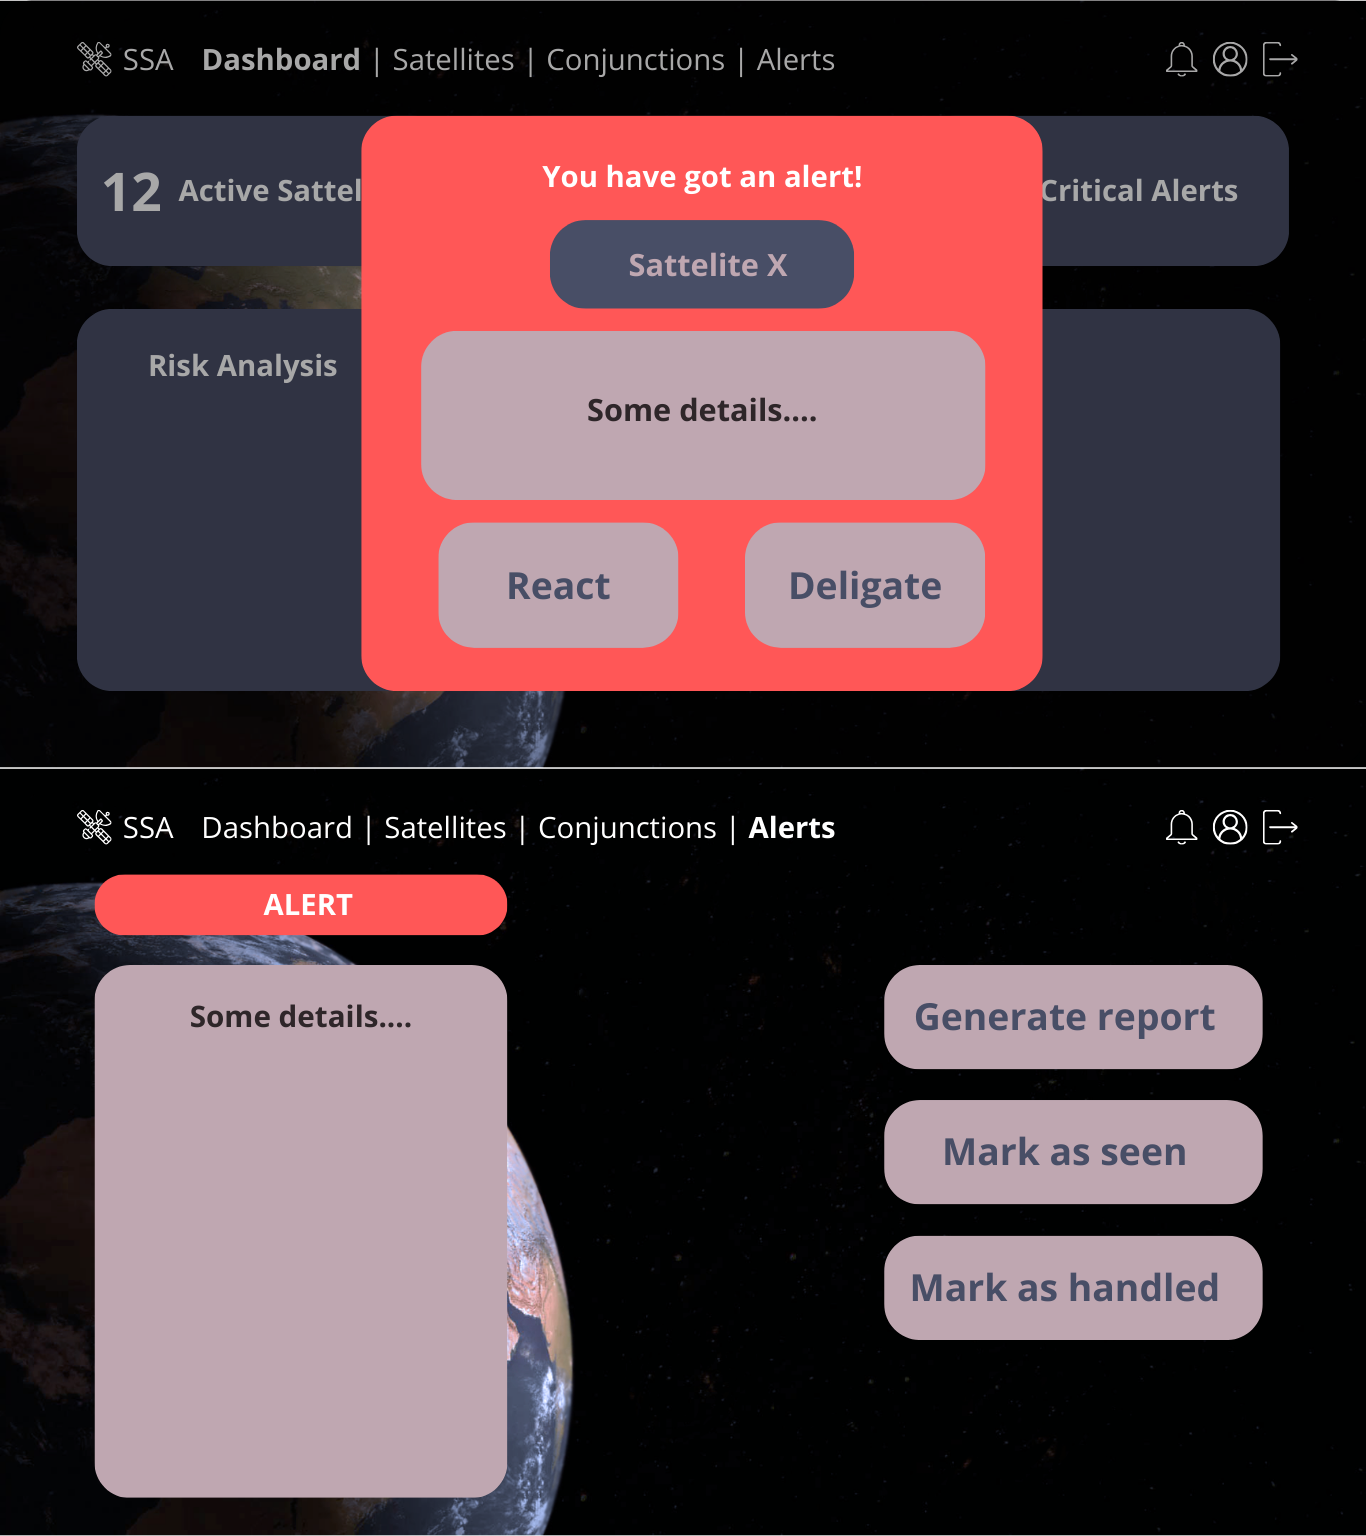 SSA Dashboard | Satellites | Conjunctions | Alerts
You have got an alert!
12 Active Sattel
Critical Alerts
Sattelite X
Risk Analysis
Some details....
React
Deligate
SSA Dashboard | Satellites | Conjunctions | Alerts
ALERT
Some details....
Generate report
Mark as seen
Mark as handled